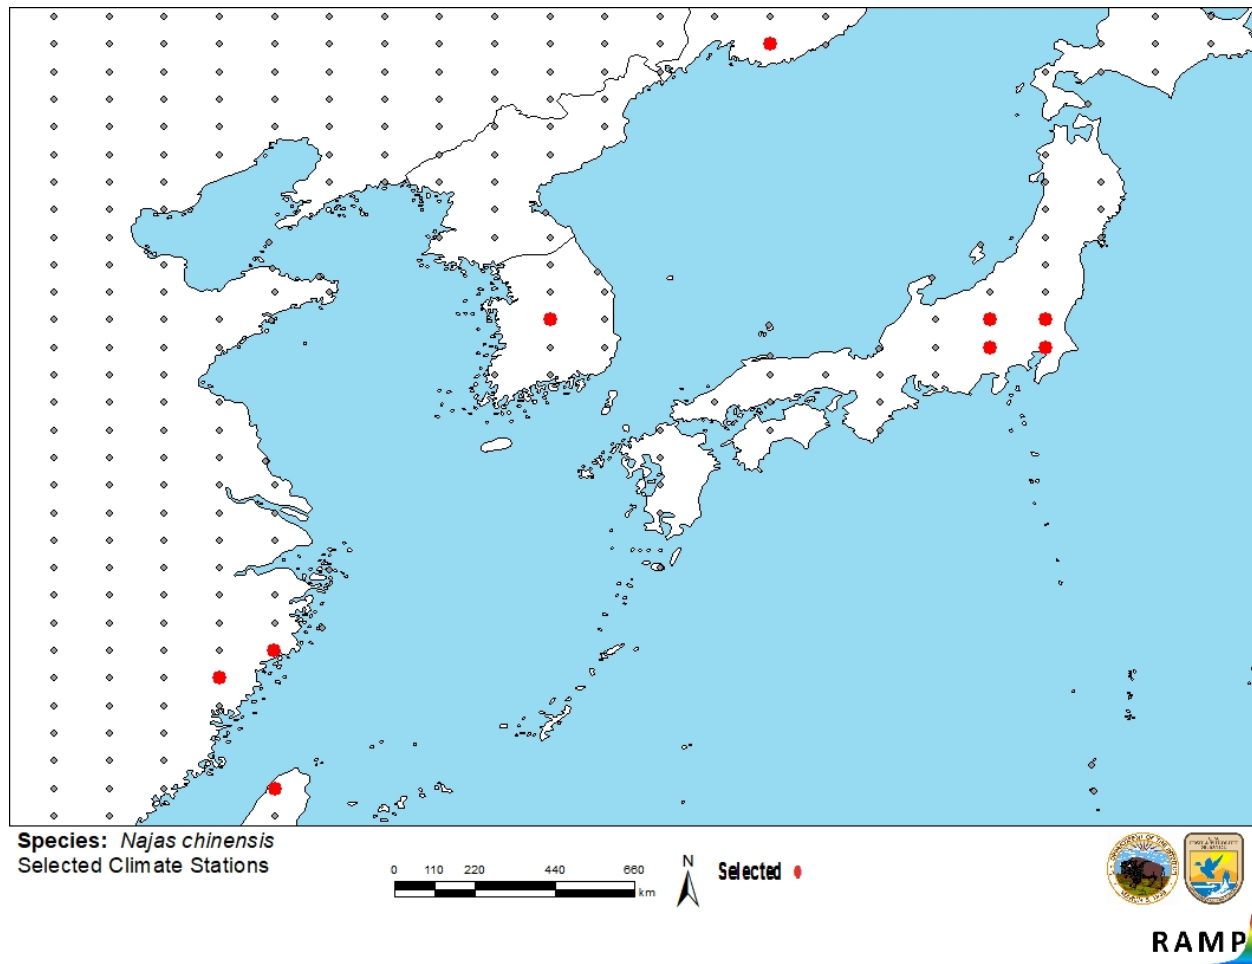 Species: Najas chinensis
Selected Climate Stations
0 110 220 440 660
km
N
Selected
RAMP